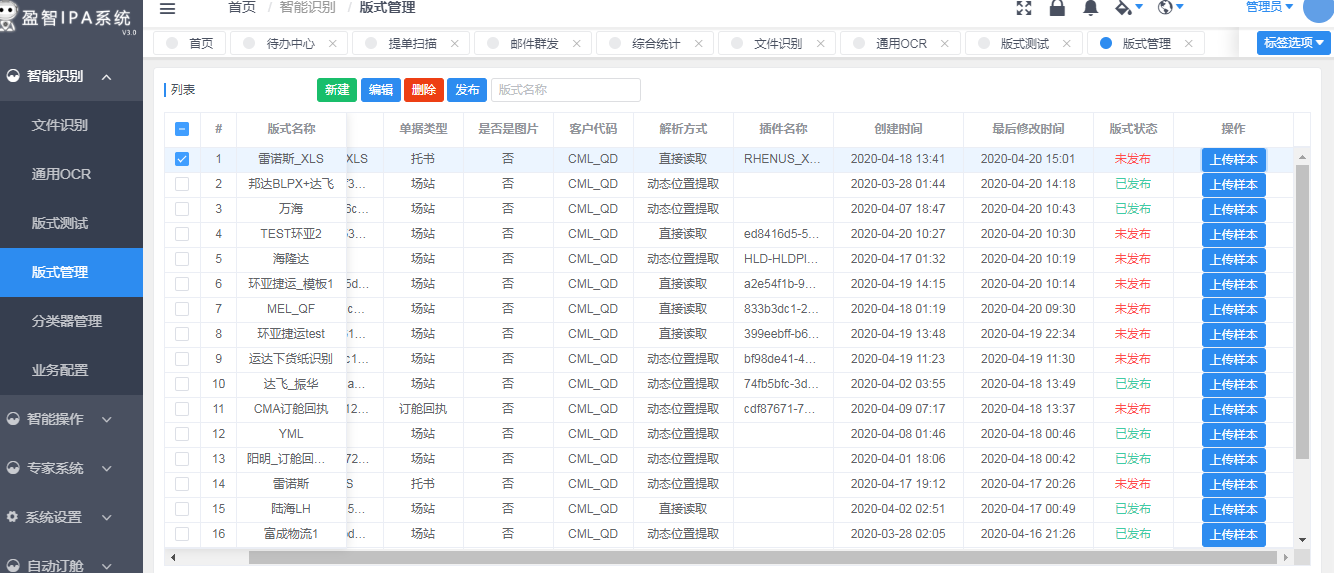 盈智IPA系统
V3.0
首页 / 智能识别 / 版式管理
管理员
首页 待办中心 提单扫描 邮件群发 综合统计 文件识别 通用OCR 版式测试 版式管理 标签选项
智能识别
文件识别
通用OCR
版式测试
版式管理
分类器管理
业务配置
智能操作
专家系统
系统设置
自动订舱
列表 新建 编辑 删除 发布 版式名称
# 版式名称 单据类型 是否是图片 客户代码 解析方式 插件名称 创建时间 最后修改时间 版式状态 操作
1 雷诺斯_XLS XLS 托书 否 CML_QD 直接读取 RHENUS_X... 2020-04-18 13:41 2020-04-20 15:01 未发布 上传样本
2 邦达BLPX+达飞 3... 场站 否 CML_QD 动态位置提取 2020-03-28 01:44 2020-04-20 14:18 已发布 上传样本
3 万海 6c... 场站 否 CML_QD 动态位置提取 2020-04-07 18:47 2020-04-20 10:43 已发布 上传样本
4 TEST环亚2 63... 场站 否 CML_QD 直接读取 ed8416d5-5... 2020-04-20 10:27 2020-04-20 10:30 未发布 上传样本
5 海隆达 场站 否 CML_QD 动态位置提取 HLD-HLDPI... 2020-04-17 01:32 2020-04-20 10:19 未发布 上传样本
6 环亚捷运_模板1 5d... 场站 否 CML_QD 动态位置提取 a2e54f1b-9... 2020-04-19 14:15 2020-04-20 10:14 未发布 上传样本
7 MEL_QF c... 场站 否 CML_QD 直接读取 833b3dc1-2... 2020-04-18 01:19 2020-04-20 09:30 未发布 上传样本
8 环亚捷运test 61... 场站 否 CML_QD 直接读取 399eebff-b6... 2020-04-19 13:48 2020-04-19 22:34 未发布 上传样本
9 运达下货纸识别 c1... 场站 否 CML_QD 动态位置提取 bf98de41-4... 2020-04-19 11:23 2020-04-19 11:30 未发布 上传样本
10 达飞_振华 a... 场站 否 CML_QD 动态位置提取 74fb5bfc-3d... 2020-04-02 03:55 2020-04-18 13:49 已发布 上传样本
11 CMA订舱回执 12... 订舱回执 否 CML_QD 动态位置提取 cdf87671-7... 2020-04-09 07:17 2020-04-18 13:37 未发布 上传样本
12 YML 场站 否 CML_QD 动态位置提取 2020-04-08 01:46 2020-04-18 00:46 已发布 上传样本
13 阳明_订舱回... 72... 场站 否 CML_QD 动态位置提取 2020-04-01 18:06 2020-04-18 00:42 已发布 上传样本
14 雷诺斯 S 托书 否 CML_QD 动态位置提取 2020-04-17 19:12 2020-04-17 20:26 未发布 上传样本
15 陆海LH 场站 否 CML_QD 直接读取 2020-04-02 02:51 2020-04-17 00:49 已发布 上传样本
16 富成物流1 d... 场站 否 CML_QD 动态位置提取 2020-03-28 02:05 2020-04-16 21:26 已发布 上传样本